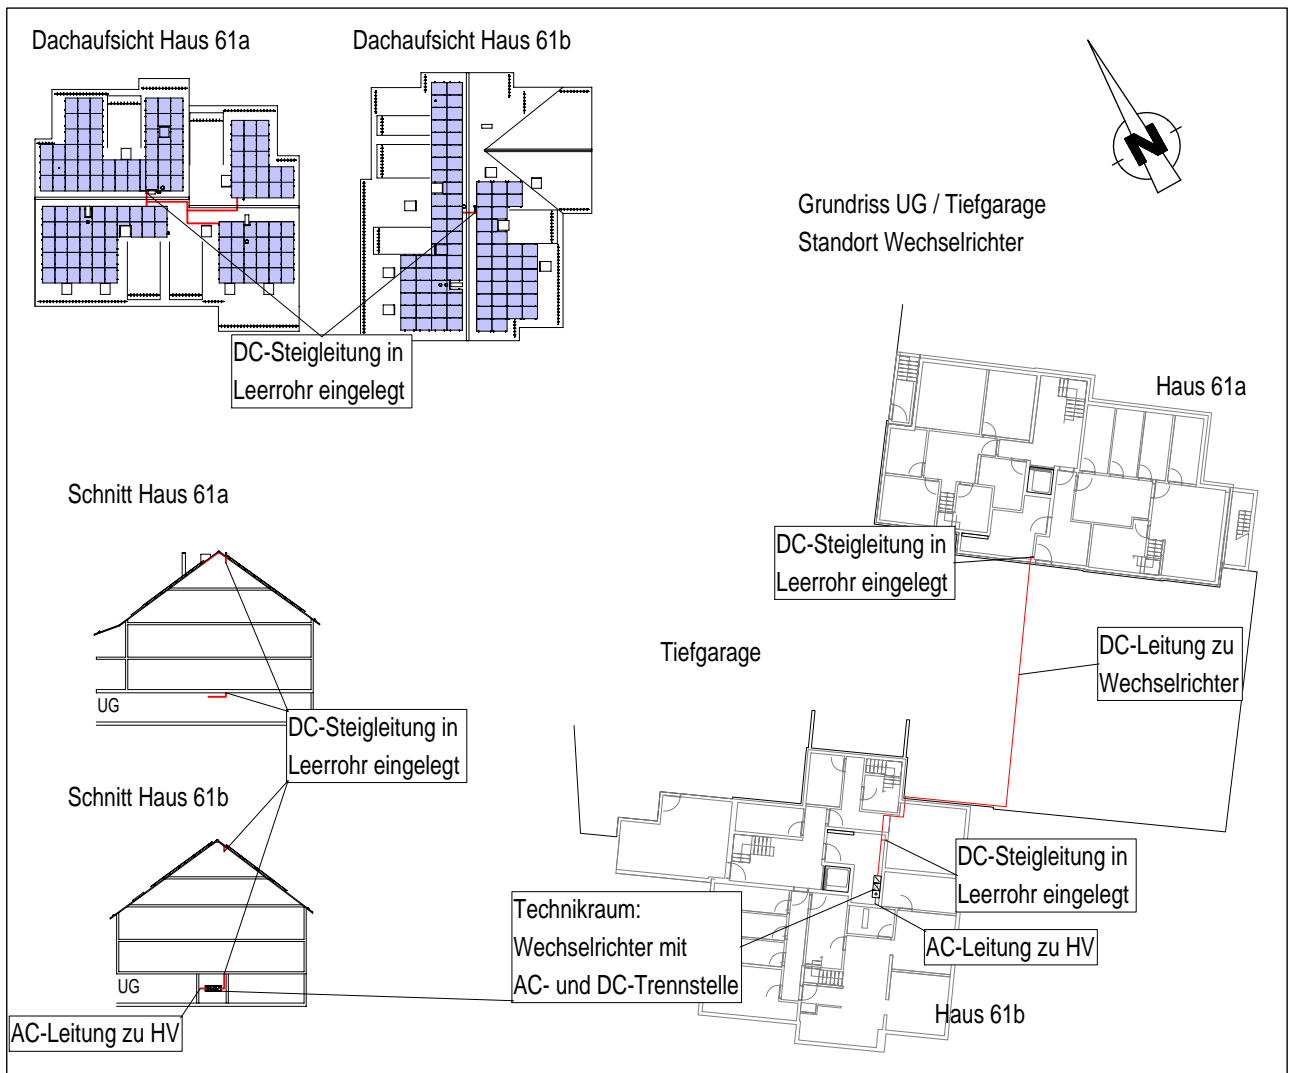 Dachaufsicht Haus 61a
Dachaufsicht Haus 61b
N
Grundriss UG / Tiefgarage
Standort Wechselrichter
DC-Steigleitung in
Leerrohr eingelegt
Haus 61a
Schnitt Haus 61a
DC-Steigleitung in
Leerrohr eingelegt
Tiefgarage
DC-Leitung zu
Wechselrichter
UG
DC-Steigleitung in
Leerrohr eingelegt
Schnitt Haus 61b
DC-Steigleitung in
Leerrohr eingelegt
Technikraum:
Wechselrichter mit
AC- und DC-Trennstelle
AC-Leitung zu HV
UG
Haus 61b
AC-Leitung zu HV